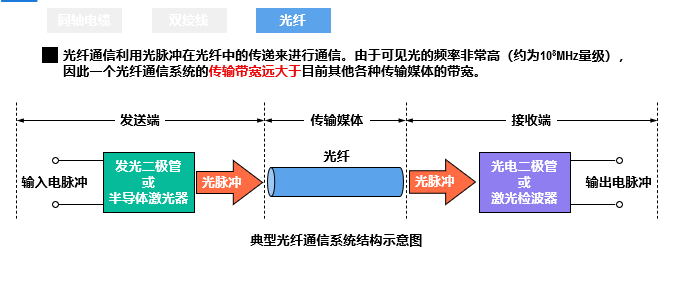 同轴电缆 双绞线 光纤
光纤通信利用光脉冲在光纤中的传递来进行通信。由于可见光的频率非常高（约为10⁸MHz量级），
因此一个光纤通信系统的传输带宽远大于目前其他各种传输媒体的带宽。
发送端 传输媒体 接收端
光纤
输入电脉冲
发光二极管
或
半导体激光器
光脉冲
光脉冲
光电二极管
或
激光检波器
输出电脉冲
典型光纤通信系统结构示意图